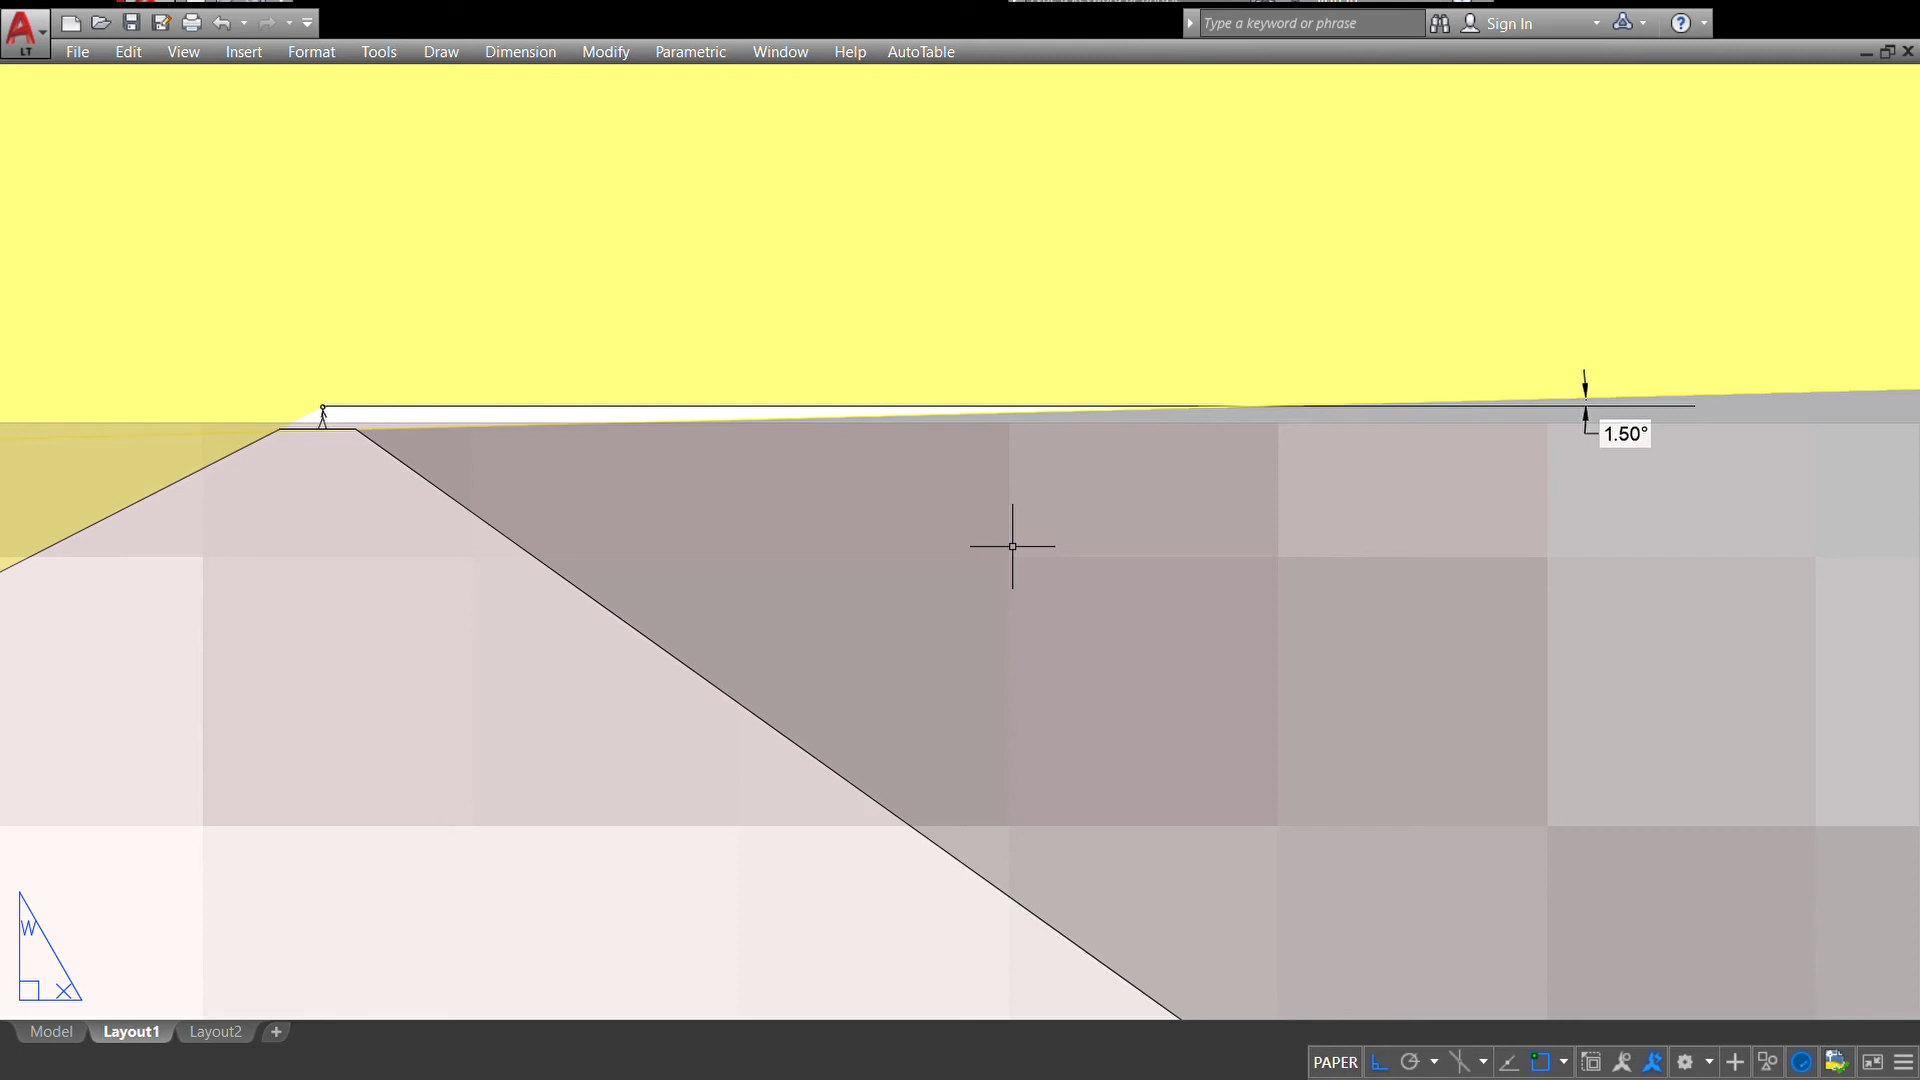 Type a keyword or phrase
Sign In
LT
File Edit View Insert Format Tools Draw Dimension Modify Parametric Window Help AutoTable
1.50°
W
X
Model Layout1 Layout2 +
PAPER